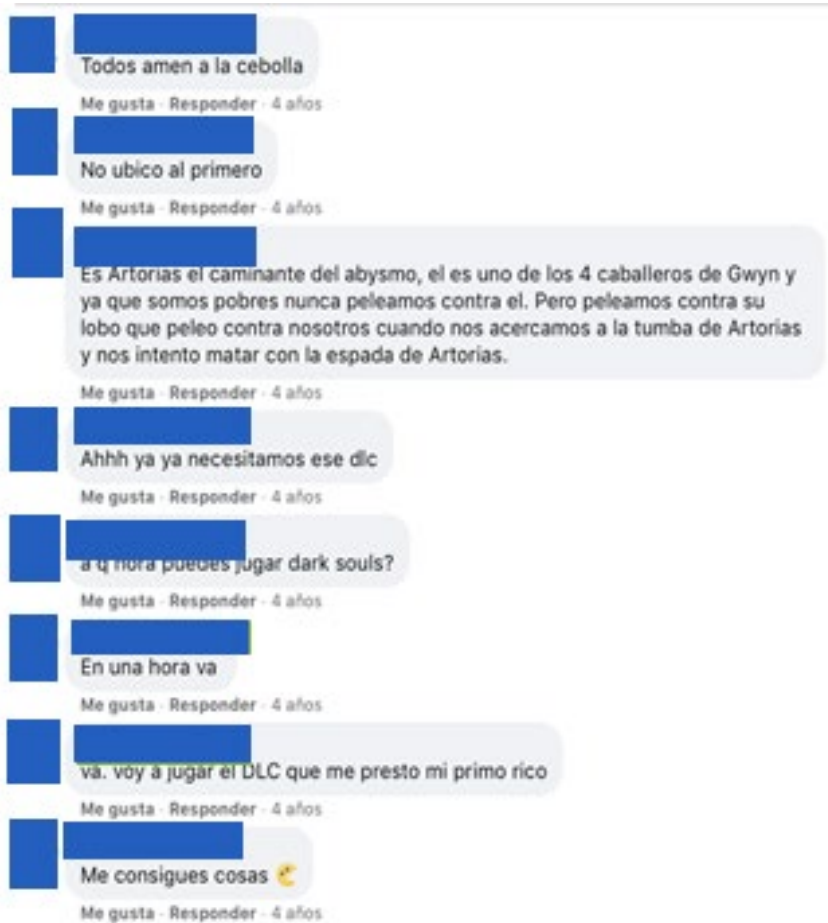 Todos amen a la cebolla
Me gusta · Responder · 4 años
No ubico al primero
Me gusta · Responder · 4 años
Es Artorias el caminante del abysmo, el es uno de los 4 caballeros de Gwyn y
ya que somos pobres nunca peleamos contra el. Pero peleamos contra su
lobo que peleo contra nosotros cuando nos acercamos a la tumba de Artorias
y nos intento matar con la espada de Artorias.
Me gusta · Responder · 4 años
Ahhh ya ya necesitamos ese dlc
Me gusta · Responder · 4 años
a q hora puedes jugar dark souls?
Me gusta · Responder · 4 años
En una hora va
Me gusta · Responder · 4 años
va. voy a jugar el DLC que me presto mi primo rico
Me gusta · Responder · 4 años
Me consigues cosas
Me gusta · Responder · 4 años